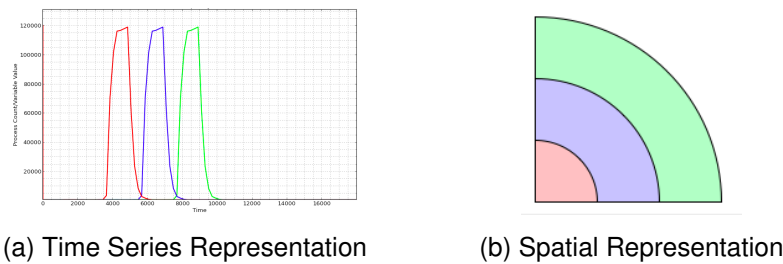 Process Count/Variable Value
120000
100000
80000
60000
40000
20000
0 2000 4000 6000 8000 10000 12000 14000 16000
Time
(a) Time Series Representation
(b) Spatial Representation